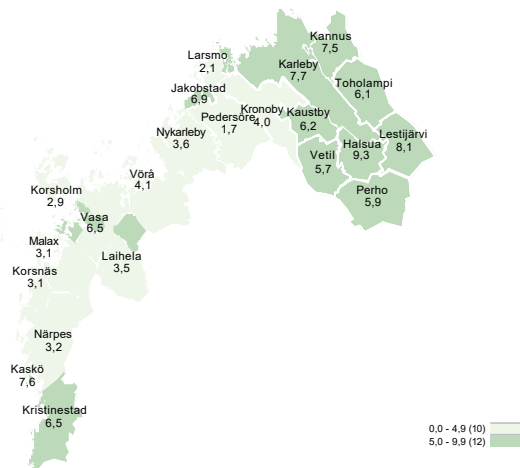 Kannus
7,5
Larsmo
2,1
Karleby
7,7
Jakobstad
6,9
Toholampi
6,1
Pedersöre
1,7
Kronoby
4,0
Kaustby
6,2
Nykarleby
3,6
Lestijärvi
8,1
Halsua
9,3
Vetil
5,7
Vörå
4,1
Perho
5,9
Korsholm
2,9
Vasa
6,5
Malax
3,1
Laihela
3,5
Korsnäs
3,1
Närpes
3,2
Kaskö
7,6
Kristinestad
6,5
0,0 - 4,9 (10)
5,0 - 9,9 (12)